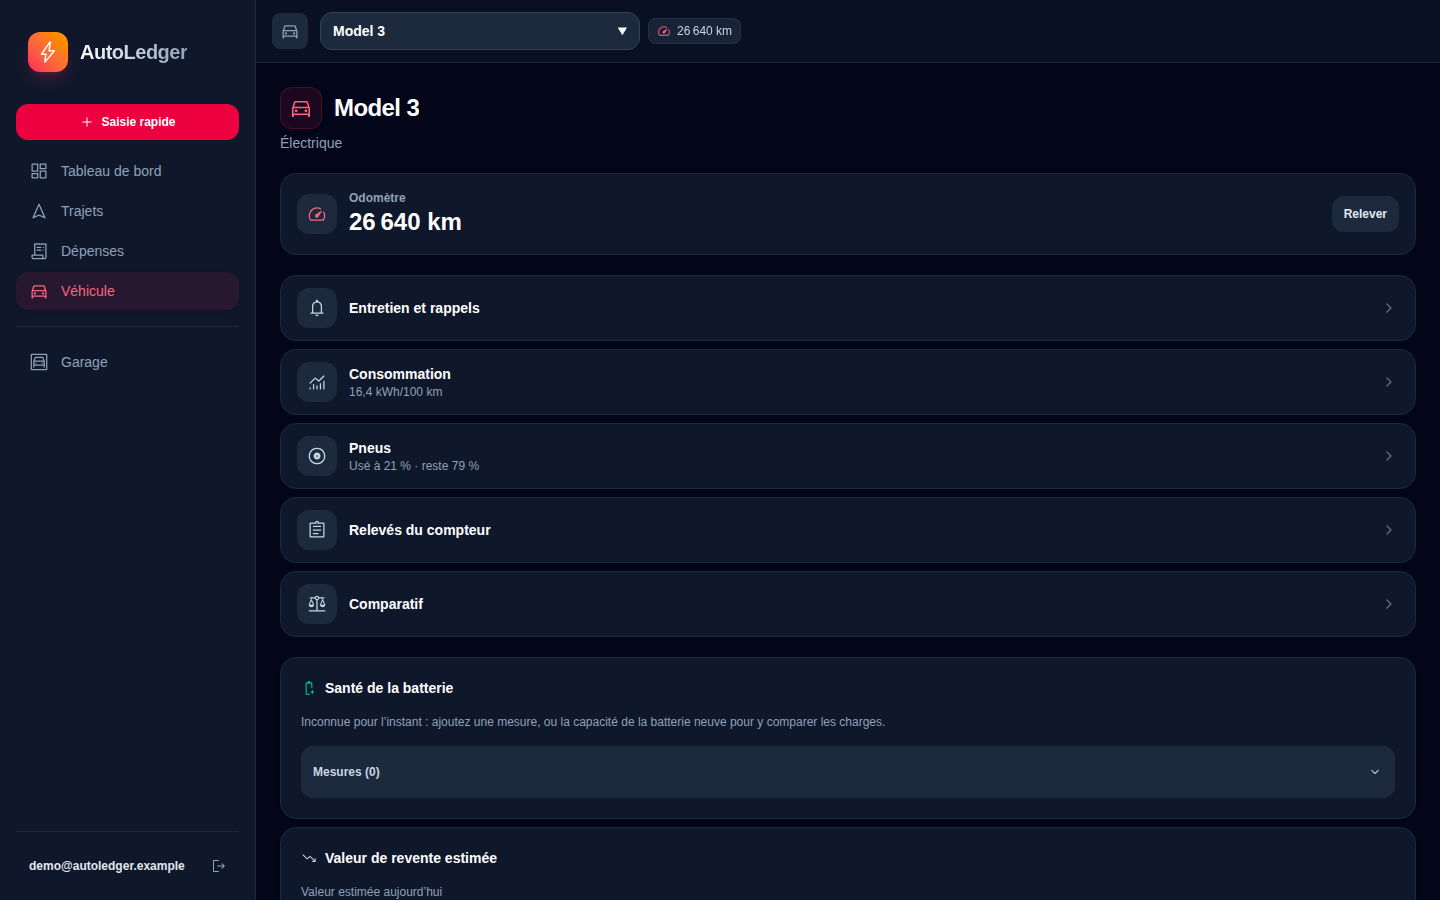 AutoLedger
Saisie rapide
Tableau de bord
Trajets
Dépenses
Véhicule
Garage
demo@autoledger.example
Model 3
26 640 km
Model 3
Électrique
Odomètre
26 640 km
Relever
Entretien et rappels
Consommation
16,4 kWh/100 km
Pneus
Usé à 21 % · reste 79 %
Relevés du compteur
Comparatif
Santé de la batterie
Inconnue pour l’instant : ajoutez une mesure, ou la capacité de la batterie neuve pour y comparer les charges.
Mesures (0)
Valeur de revente estimée
Valeur estimée aujourd’hui